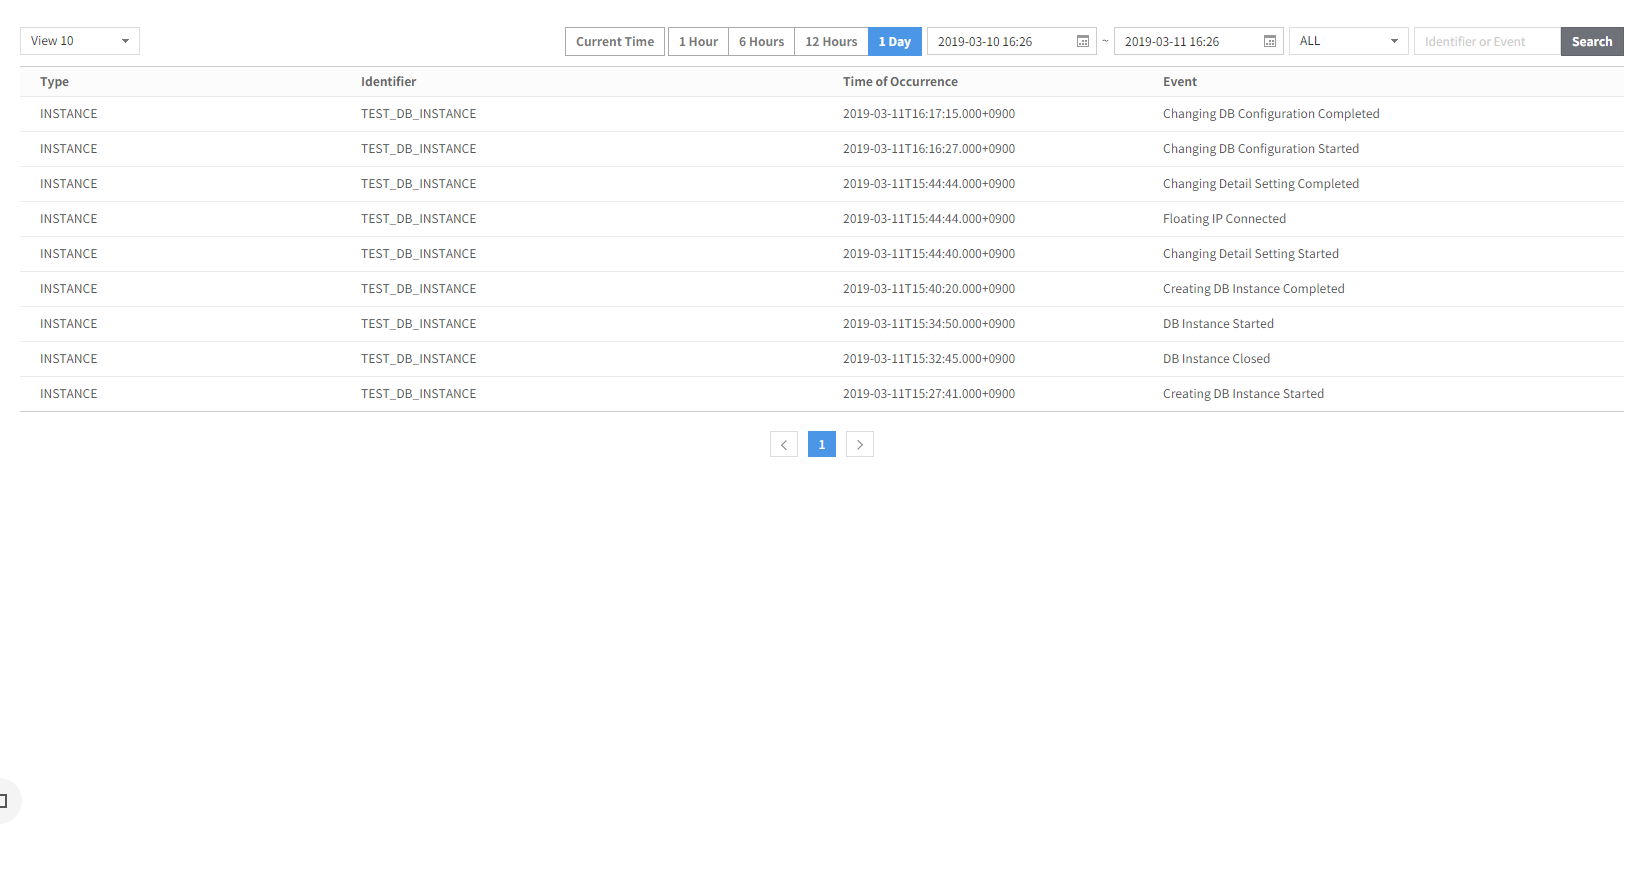 View 10 Current Time 1 Hour 6 Hours 12 Hours 1 Day 2019-03-10 16:26 ~ 2019-03-11 16:26 ALL Identifier or Event Search
Type Identifier Time of Occurrence Event
INSTANCE TEST_DB_INSTANCE 2019-03-11T16:17:15.000+0900 Changing DB Configuration Completed
INSTANCE TEST_DB_INSTANCE 2019-03-11T16:16:27.000+0900 Changing DB Configuration Started
INSTANCE TEST_DB_INSTANCE 2019-03-11T15:44:44.000+0900 Changing Detail Setting Completed
INSTANCE TEST_DB_INSTANCE 2019-03-11T15:44:44.000+0900 Floating IP Connected
INSTANCE TEST_DB_INSTANCE 2019-03-11T15:44:40.000+0900 Changing Detail Setting Started
INSTANCE TEST_DB_INSTANCE 2019-03-11T15:40:20.000+0900 Creating DB Instance Completed
INSTANCE TEST_DB_INSTANCE 2019-03-11T15:34:50.000+0900 DB Instance Started
INSTANCE TEST_DB_INSTANCE 2019-03-11T15:32:45.000+0900 DB Instance Closed
INSTANCE TEST_DB_INSTANCE 2019-03-11T15:27:41.000+0900 Creating DB Instance Started
1